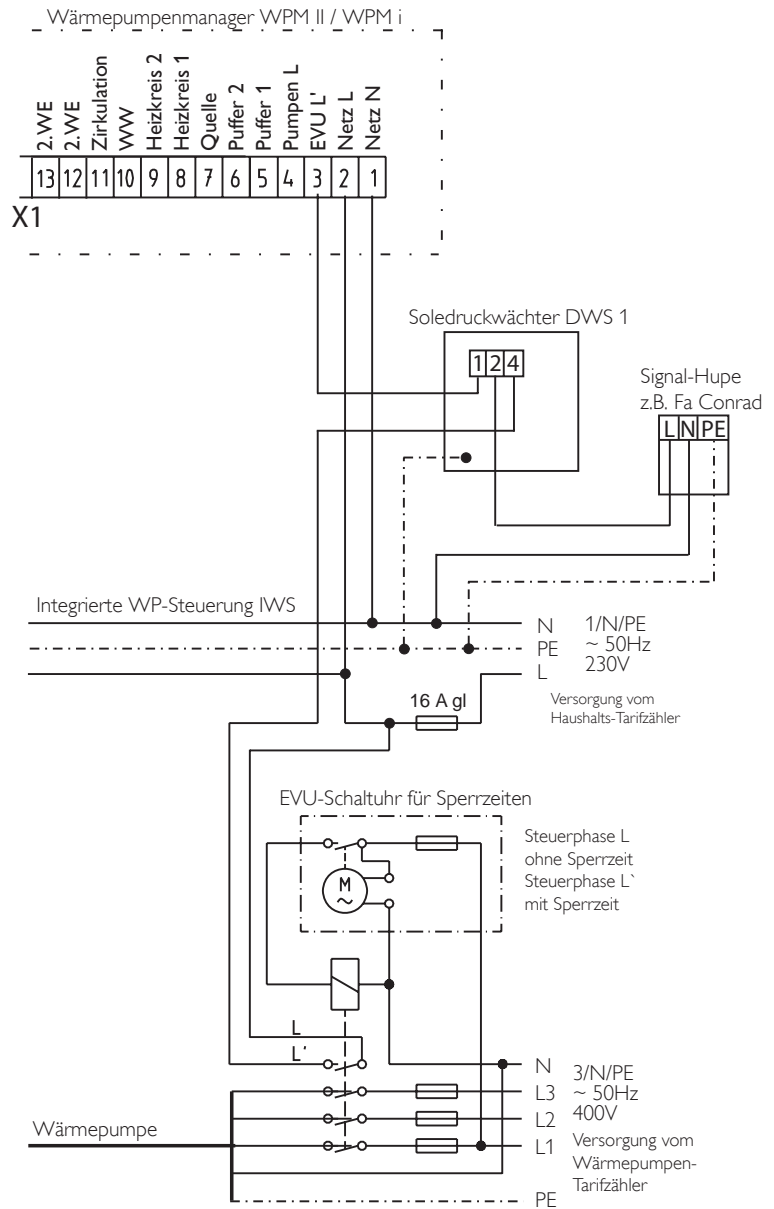 Wärmepumpenmanager WPM II / WPM i
2.WE
2.WE
Zirkulation
WW
Heizkreis 2
Heizkreis 1
Quelle
Puffer 2
Puffer 1
Pumpen L
EVU L'
Netz L
Netz N
13 12 11 10 9 8 7 6 5 4 3 2 1
X1
Soledruckwächter DWS 1
1 2 4
Signal-Hupe
z.B. Fa Conrad
L N PE
Integrierte WP-Steuerung IWS
N
PE
L
1/N/PE
~ 50Hz
230V
16 A gl
Versorgung vom
Haushalts-Tarifzähler
EVU-Schaltuhr für Sperrzeiten
M
~
Steuerphase L
ohne Sperrzeit
Steuerphase L`
mit Sperrzeit
L
L'
N
L3
L2
L1
PE
3/N/PE
~ 50Hz
400V
Versorgung vom
Wärmepumpen-
Tarifzähler
Wärmepumpe